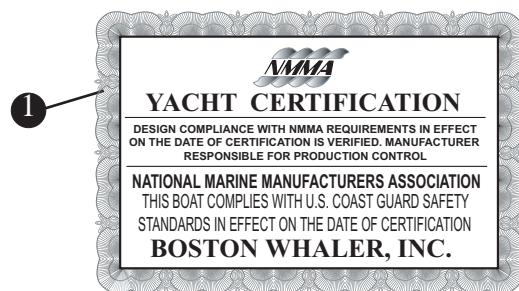 NMMA
1
YACHT CERTIFICATION
DESIGN COMPLIANCE WITH NMMA REQUIREMENTS IN EFFECT
ON THE DATE OF CERTIFICATION IS VERIFIED. MANUFACTURER
RESPONSIBLE FOR PRODUCTION CONTROL
NATIONAL MARINE MANUFACTURERS ASSOCIATION
THIS BOAT COMPLIES WITH U.S. COAST GUARD SAFETY
STANDARDS IN EFFECT ON THE DATE OF CERTIFICATION
BOSTON WHALER, INC.